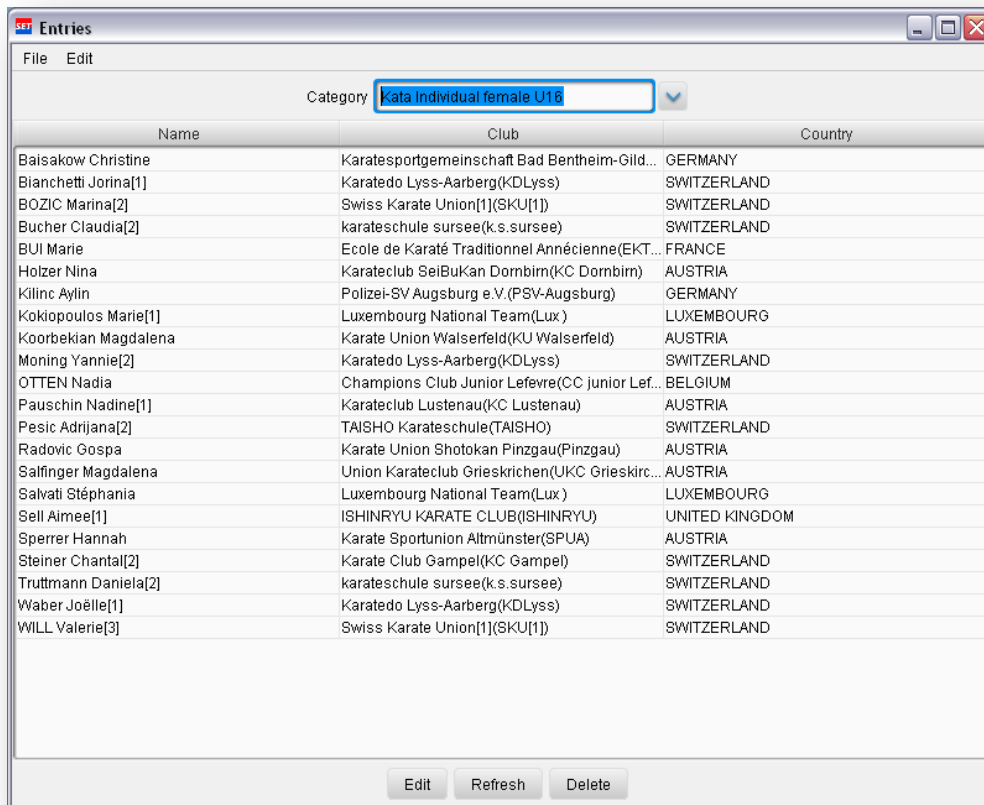 SET Entries
File Edit
Category Kata Individual female U16
Name Club Country
Baisakow Christine Karatesportgemeinschaft Bad Bentheim-Gild... GERMANY
Bianchetti Jorina[1] Karatedo Lyss-Aarberg(KDLyss) SWITZERLAND
BOZIC Marina[2] Swiss Karate Union[1](SKU[1]) SWITZERLAND
Bucher Claudia[2] karateschule sursee(k.s.sursee) SWITZERLAND
BUI Marie Ecole de Karaté Traditionnel Annécienne(EKT... FRANCE
Holzer Nina Karateclub SeiBuKan Dornbirn(KC Dornbirn) AUSTRIA
Kilinc Aylin Polizei-SV Augsburg e.V.(PSV-Augsburg) GERMANY
Kokiopoulos Marie[1] Luxembourg National Team(Lux ) LUXEMBOURG
Koorbekian Magdalena Karate Union Walserfeld(KU Walserfeld) AUSTRIA
Moning Yannie[2] Karatedo Lyss-Aarberg(KDLyss) SWITZERLAND
OTTEN Nadia Champions Club Junior Lefevre(CC junior Lef... BELGIUM
Pauschin Nadine[1] Karateclub Lustenau(KC Lustenau) AUSTRIA
Pesic Adrijana[2] TAISHO Karateschule(TAISHO) SWITZERLAND
Radovic Gospa Karate Union Shotokan Pinzgau(Pinzgau) AUSTRIA
Salfinger Magdalena Union Karateclub Grieskrichen(UKC Grieskirc... AUSTRIA
Salvati Stéphania Luxembourg National Team(Lux ) LUXEMBOURG
Sell Aimee[1] ISHINRYU KARATE CLUB(ISHINRYU) UNITED KINGDOM
Sperrer Hannah Karate Sportunion Altmünster(SPUA) AUSTRIA
Steiner Chantal[2] Karate Club Gampel(KC Gampel) SWITZERLAND
Truttmann Daniela[2] karateschule sursee(k.s.sursee) SWITZERLAND
Waber Joëlle[1] Karatedo Lyss-Aarberg(KDLyss) SWITZERLAND
WILL Valerie[3] Swiss Karate Union[1](SKU[1]) SWITZERLAND
Edit Refresh Delete